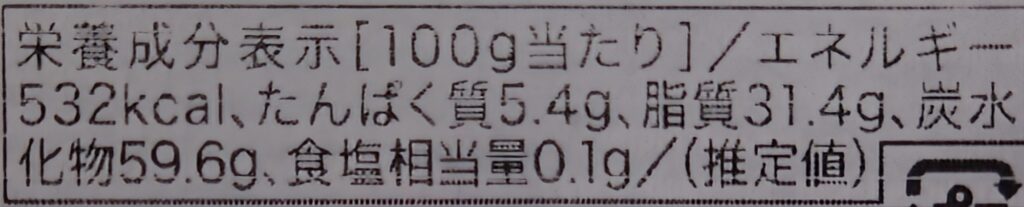 栄養成分表示[100g当たり]/エネルギー
532kcal、たんぱく質5.4g、脂質31.4g、炭水
化物59.6g、食塩相当量0.1g/(推定値)